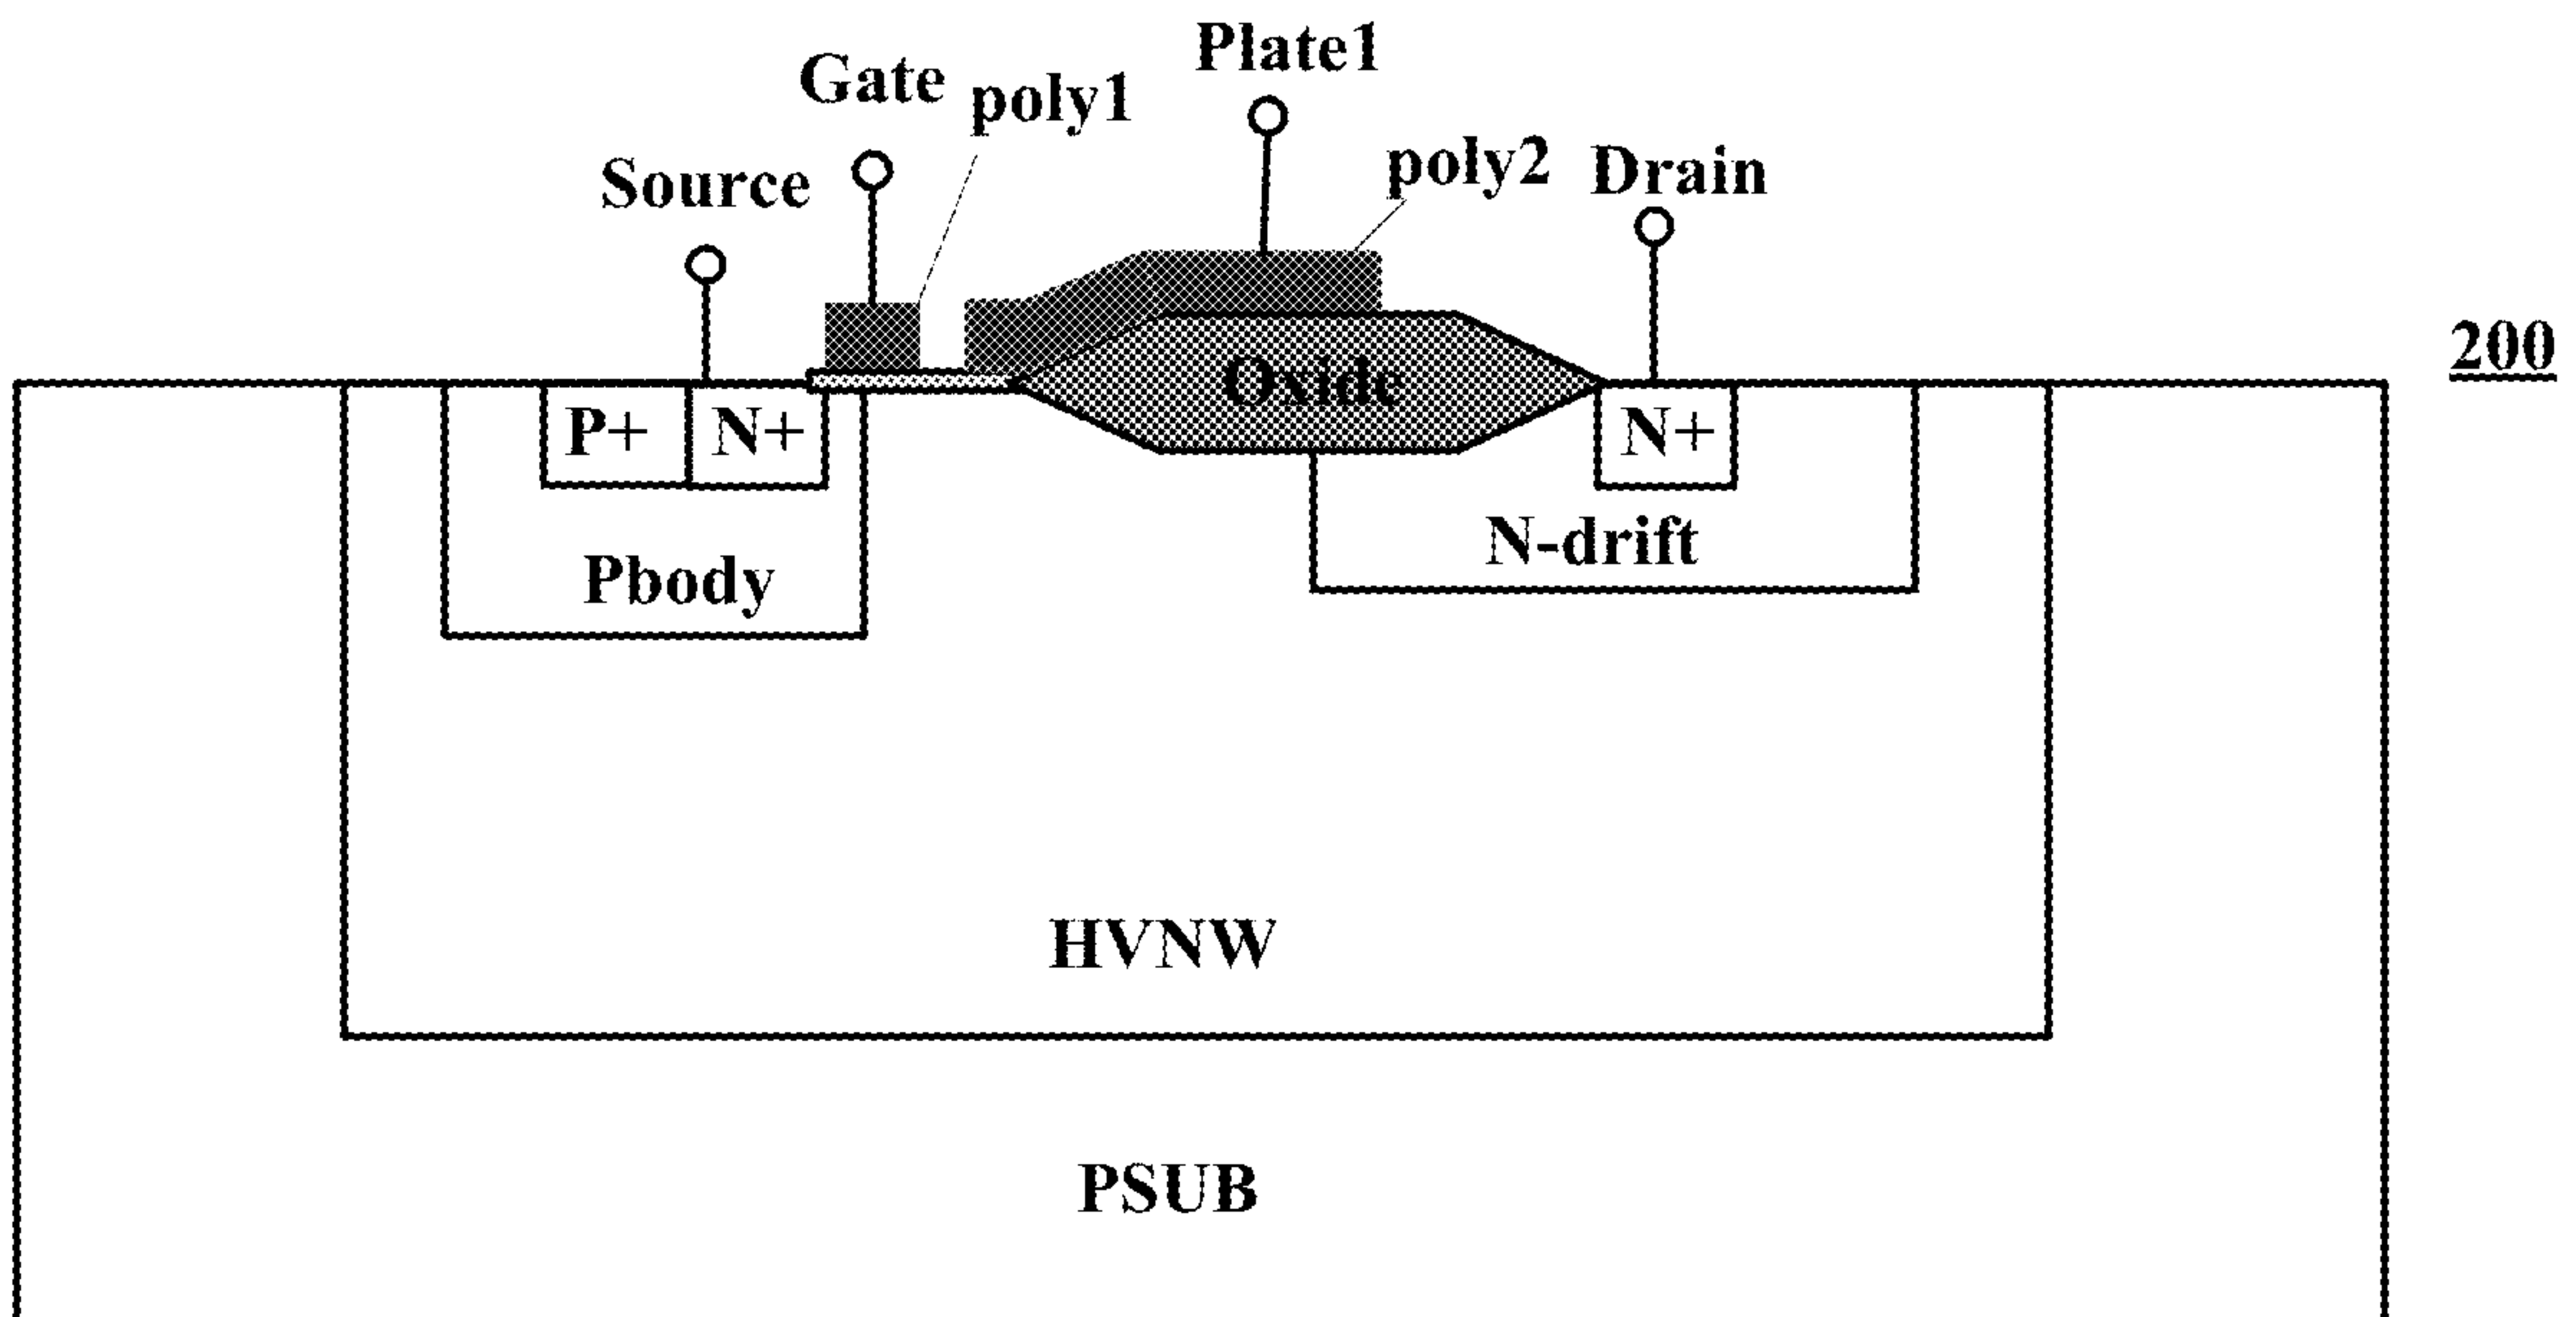 Plate1
Gate
poly1
poly2
Drain
Source
200
Oxide
P+
N+
N+
N-drift
Pbody
HVNW
PSUB